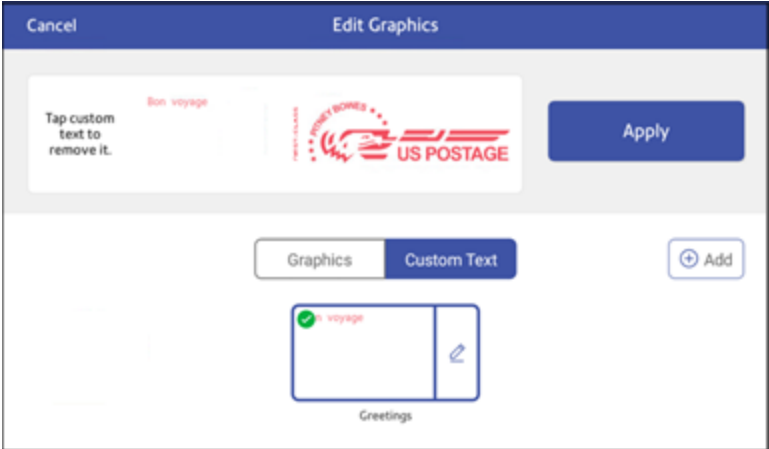 Cancel
Edit Graphics
Tap custom
text to
remove it.
Bon voyage
FIRST-CLASS
PITNEY BOWES
US POSTAGE
Apply
Graphics
Custom Text
Add
n voyage
Greetings